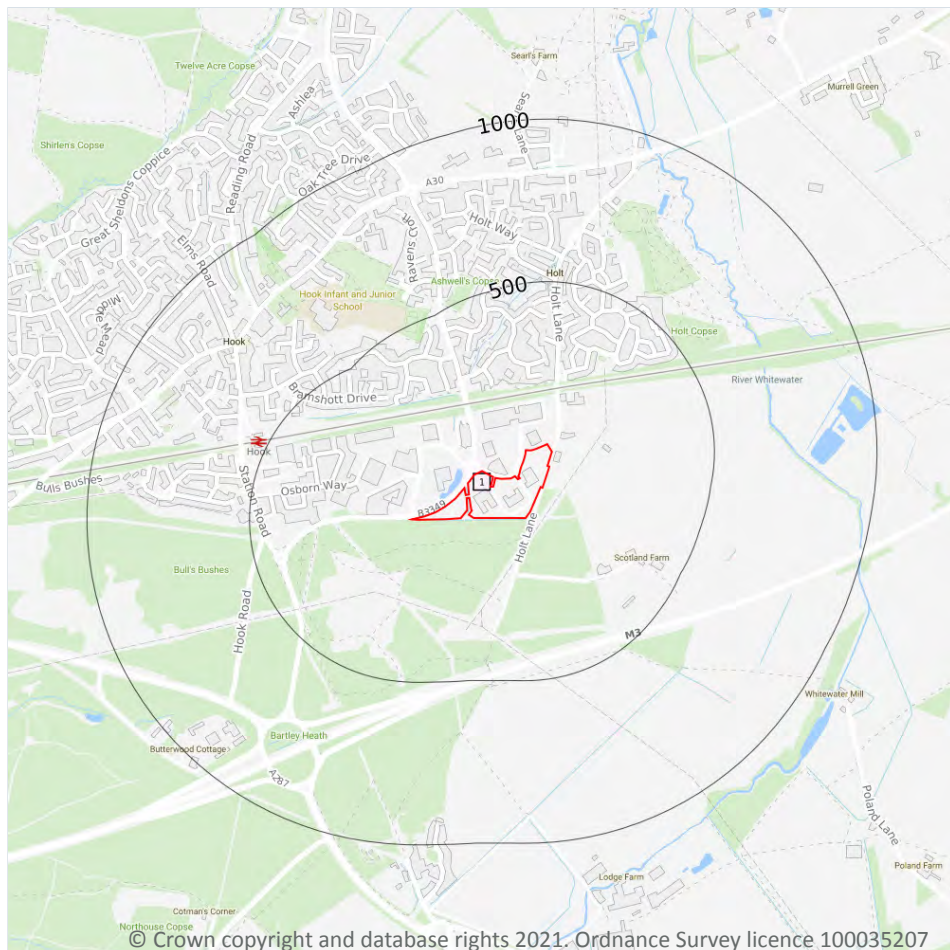 Twelve Acre Copse
Searl's Farm
Murrell Green
Ashlea
Searls Lane
1000
Shirlen's Copse
Reading Road
Oak Tree Drive
A30
Great Sheldons Coppice
Holt Way
Elms Road
Ravens Croft
Holt
Ashwell's Copse
500
Hook Infant and Junior
School
Holt Lane
Middle Mead
Holt Copse
Hook
River Whitewater
Bramshott Drive
Hook
Bulls Bushes
Station Road
Osborn Way
1
B3349
Holt Lane
Scotland Farm
Bull's Bushes
Hook Road
M3
Whitewater Mill
Bartley Heath
Butterwood Cottage
A287
Poland Lane
Poland Farm
Lodge Farm
Cotman's Corner
Northouse Copse
© Crown copyright and database rights 2021. Ordnance Survey licence 100035207